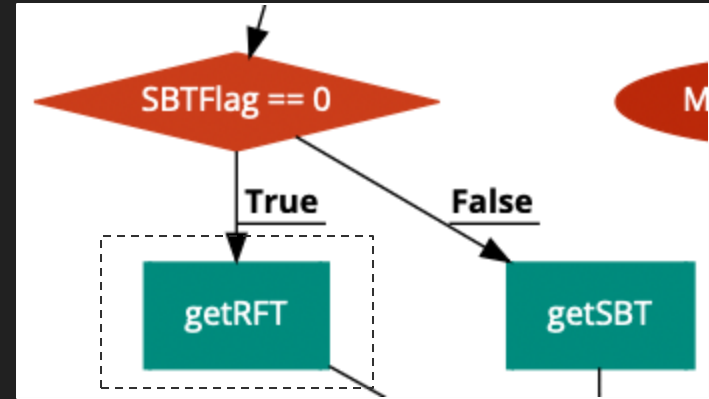 SBTFlag == 0
M
True
False
getRFT
getSBT